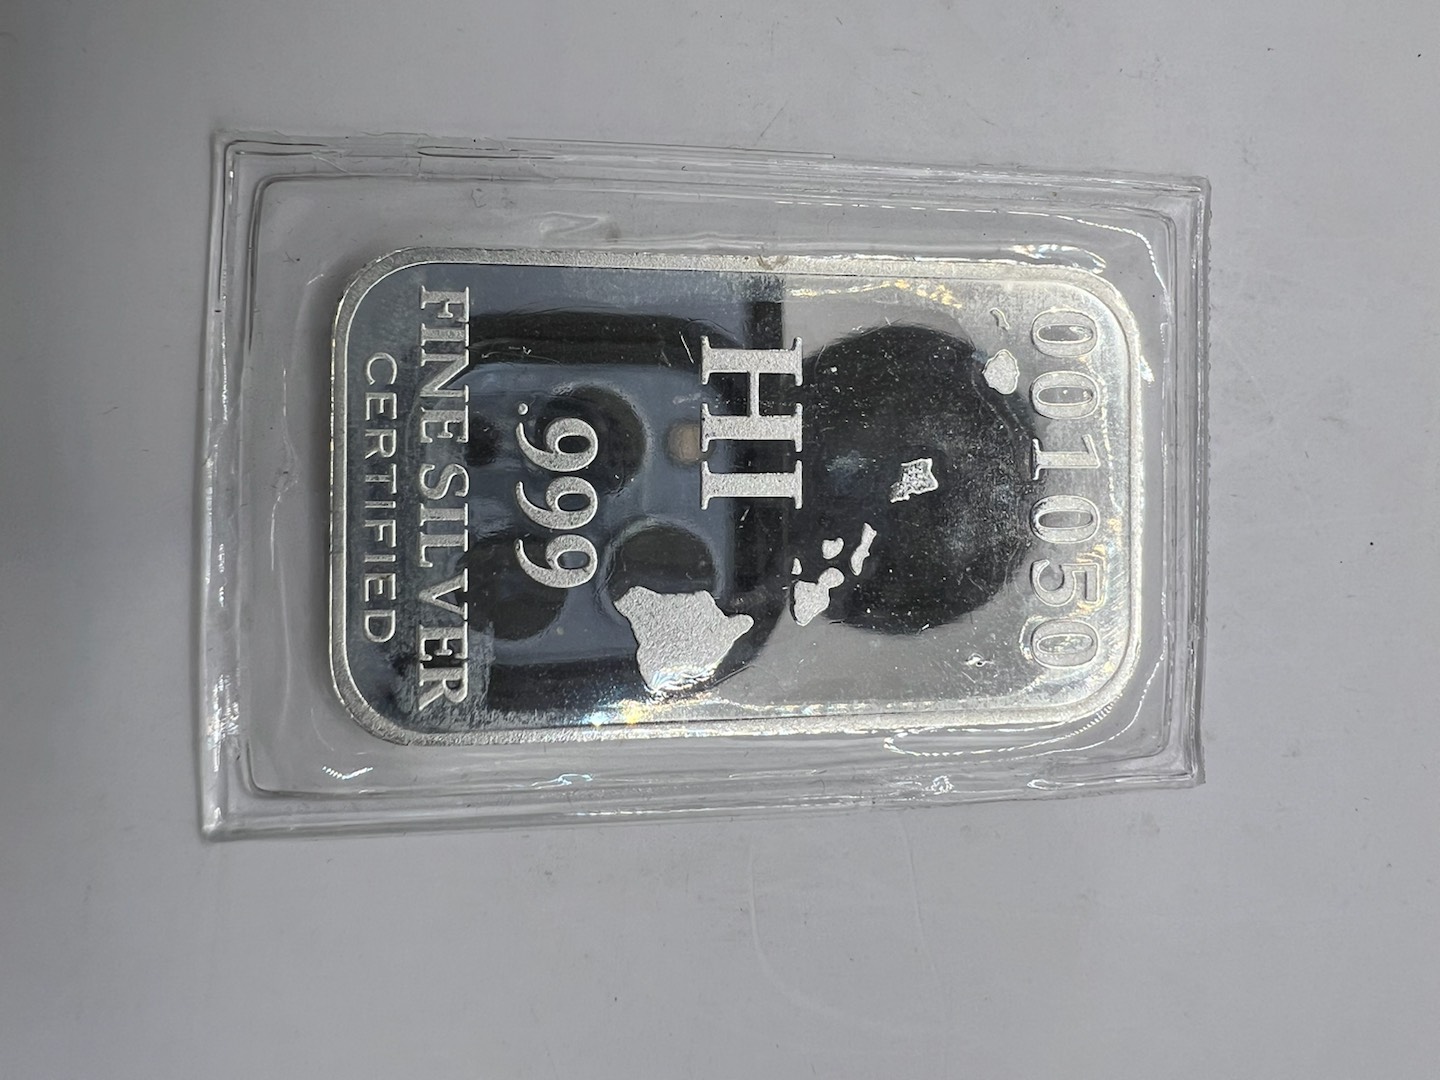 001050
HI
.999
FINE SILVER
CERTIFIED